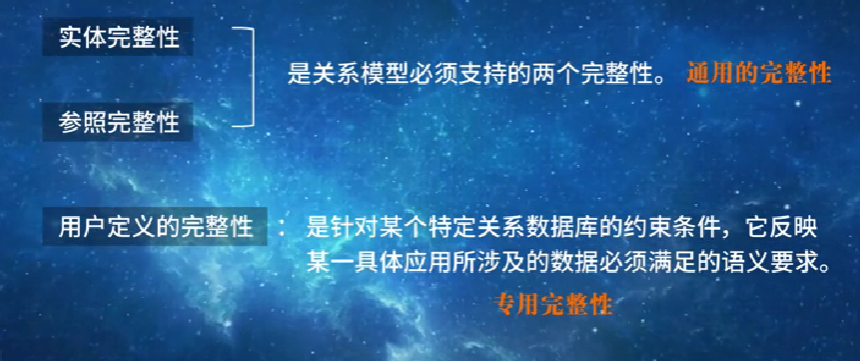 实体完整性
是关系模型必须支持的两个完整性。 通用的完整性
参照完整性
用户定义的完整性 : 是针对某个特定关系数据库的约束条件，它反映
某一具体应用所涉及的数据必须满足的语义要求。
专用完整性